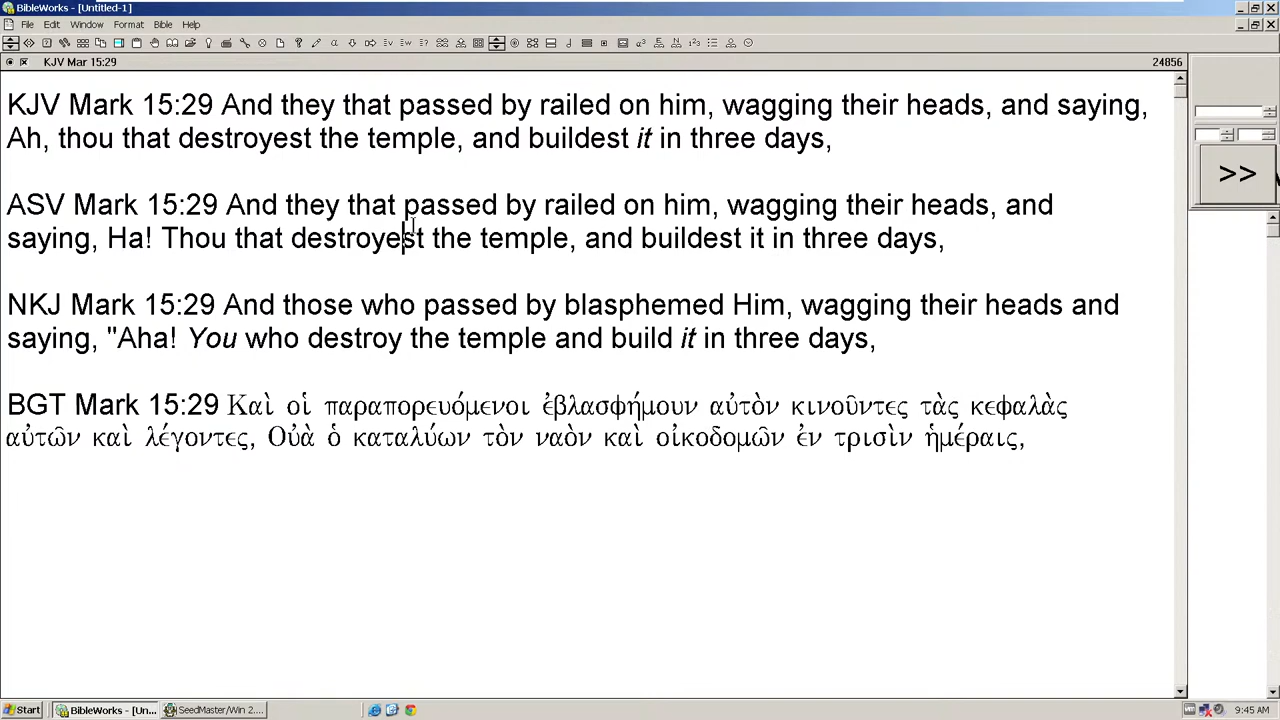 BibleWorks - [Untitled-1]
File Edit Window Format Bible Help
KJV Mar 15:29 24856
KJV Mark 15:29 And they that passed by railed on him, wagging their heads, and saying,
Ah, thou that destroyest the temple, and buildest it in three days,
ASV Mark 15:29 And they that passed by railed on him, wagging their heads, and
saying, Ha! Thou that destroyest the temple, and buildest it in three days,
NKJ Mark 15:29 And those who passed by blasphemed Him, wagging their heads and
saying, "Aha! You who destroy the temple and build it in three days,
BGT Mark 15:29 Καὶ οἱ παραπορευόμενοι ἐβλασφήμουν αὐτὸν κινοῦντες τὰς κεφαλὰς
αὐτῶν καὶ λέγοντες, Οὐὰ ὁ καταλύων τὸν ναὸν καὶ οἰκοδομῶν ἐν τρισὶν ἡμέραις,
>>
Start BibleWorks - [Un... SeedMaster/Win 2.... 9:45 AM